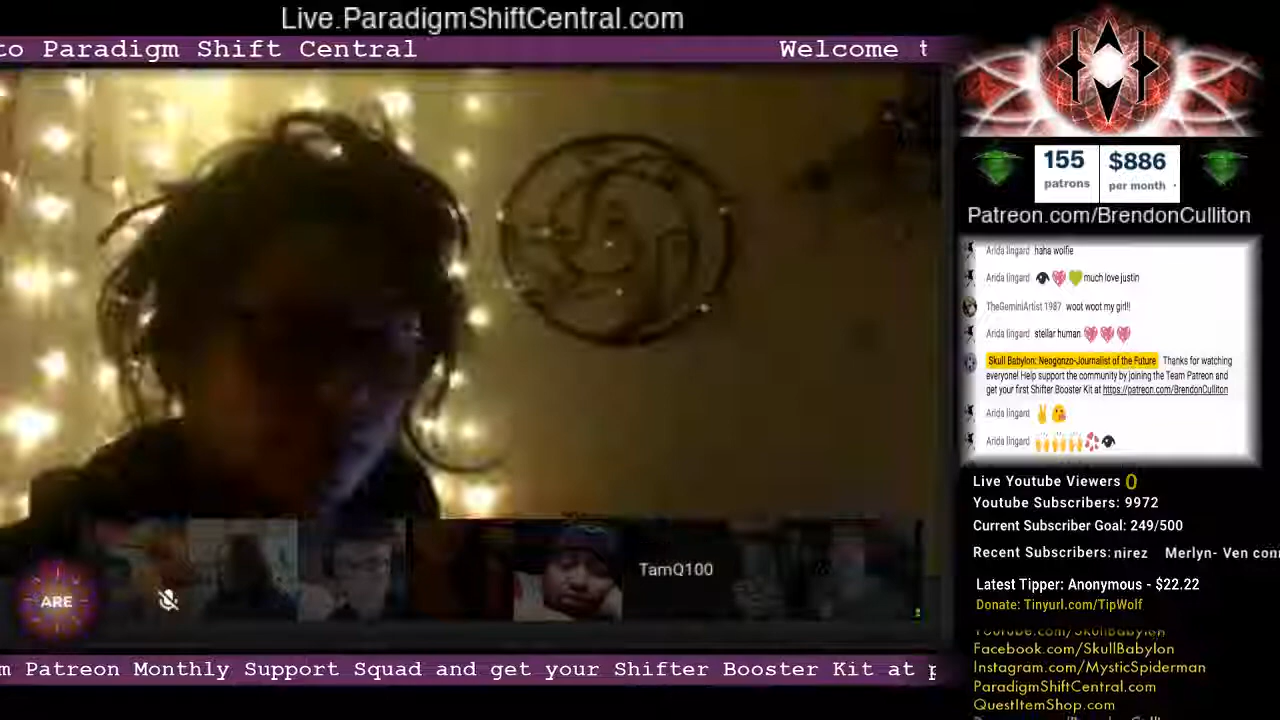 Live.ParadigmShiftCentral.com
to Paradigm Shift Central Welcome t
155
patrons
$886
per month
Patreon.com/BrendonCulliton
Arida lingard haha wolfie
Arida lingard 👁💖💚 much love justin
TheGeminiArtist 1987 woot woot my girl!!
Arida lingard stellar human 💖💖💖
Skull Babylon: Neogonzo-Journalist of the Future Thanks for watching
everyone! Help support the community by joining the Team Patreon and
get your first Shifter Booster Kit at https://patreon.com/BrendonCulliton
Arida lingard ✌😘
Arida lingard 🙌🙌🙌💞👁
Live Youtube Viewers 0
Youtube Subscribers: 9972
Current Subscriber Goal: 249/500
Recent Subscribers: nirez Merlyn- Ven con
Latest Tipper: Anonymous - $22.22
Donate: Tinyurl.com/TipWolf
Youtube.com/SkullBabylon
Facebook.com/SkullBabylon
Instagram.com/MysticSpiderman
ParadigmShiftCentral.com
QuestItemShop.com
TamQ100
ARE
m Patreon Monthly Support Squad and get your Shifter Booster Kit at p